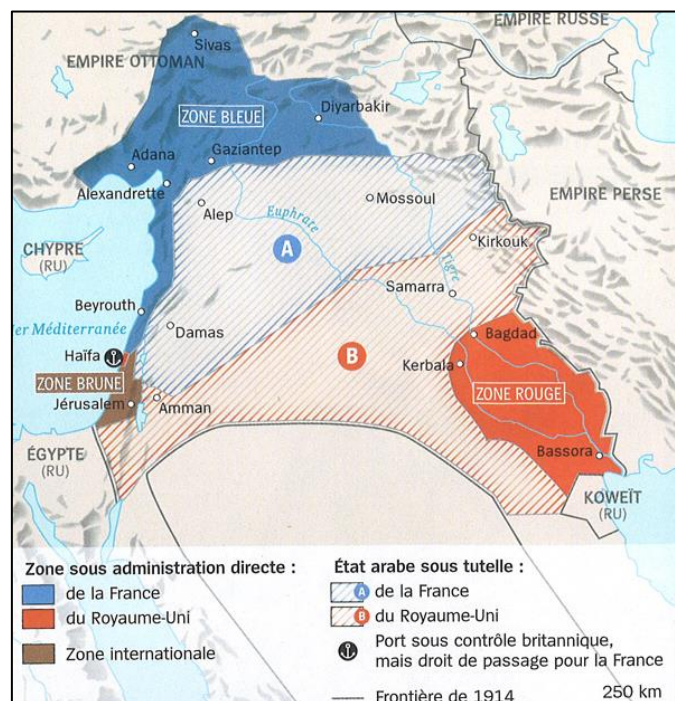 EMPIRE RUSSE
Sivas
EMPIRE OTTOMAN
ZONE BLEUE
Diyarbakir
Adana
Gaziantep
Alexandrette
Alep
Mossoul
EMPIRE PERSE
Euphrate
CHYPRE
(RU)
A
Kirkouk
Tigre
Samarra
Beyrouth
er Méditerranée
Damas
Bagdad
Haïfa
B
Kerbala
ZONE BRUNE
ZONE ROUGE
Jérusalem
Amman
Bassora
ÉGYPTE
(RU)
KOWEÏT
(RU)
Zone sous administration directe :
de la France
du Royaume-Uni
Zone internationale
État arabe sous tutelle :
A de la France
B du Royaume-Uni
Port sous contrôle britannique,
mais droit de passage pour la France
Frontière de 1914
250 km